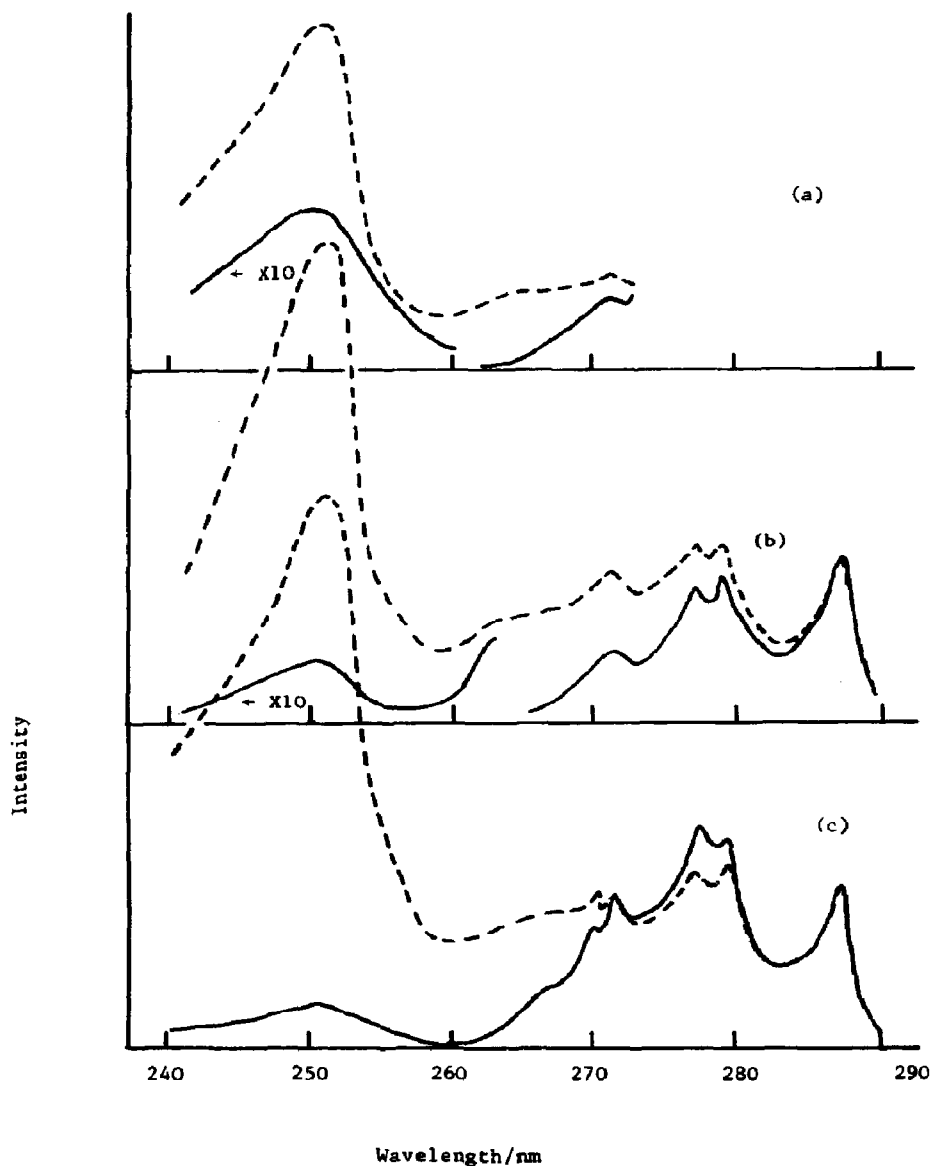 (a)
← X10
(b)
← X10
Intensity
(c)
240 250 260 270 280 290
Wavelength/nm